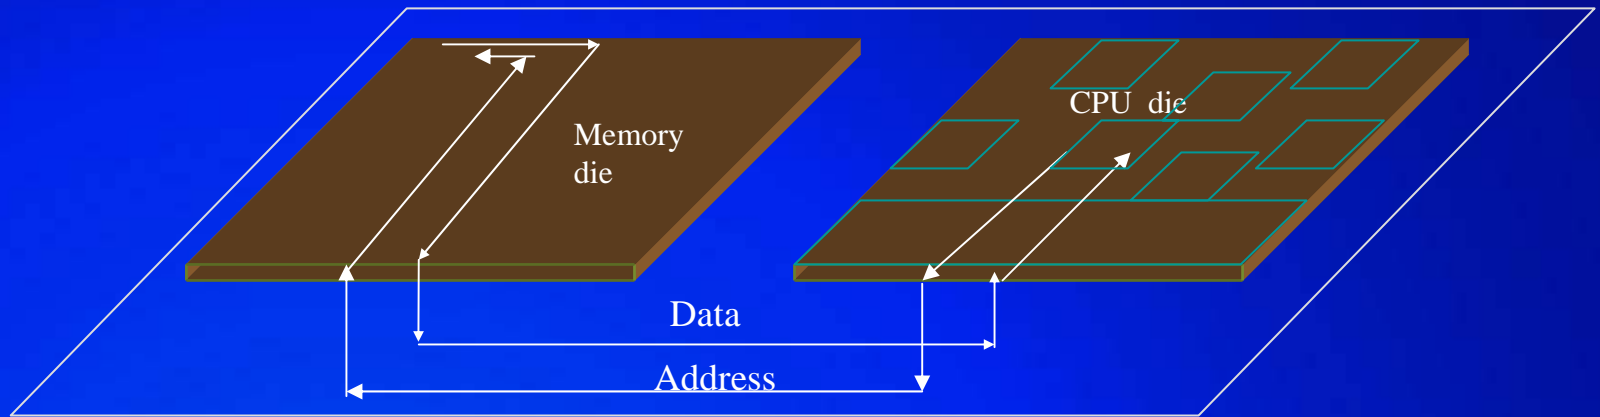 CPU die
Memory
die
Data
Address